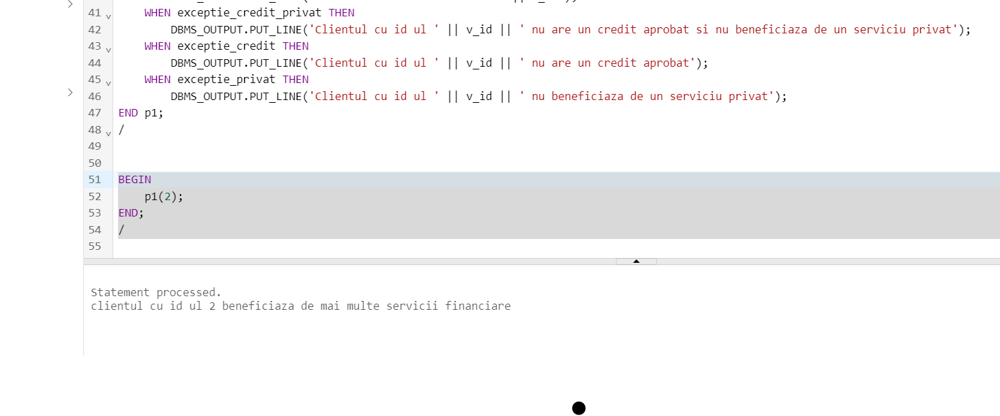 41 WHEN exceptie_credit_privat THEN
42 DBMS_OUTPUT.PUT_LINE('Clientul cu id ul ' || v_id || ' nu are un credit aprobat si nu beneficiaza de un serviciu privat');
43 WHEN exceptie_credit THEN
44 DBMS_OUTPUT.PUT_LINE('Clientul cu id ul ' || v_id || ' nu are un credit aprobat');
45 WHEN exceptie_privat THEN
46 DBMS_OUTPUT.PUT_LINE('Clientul cu id ul ' || v_id || ' nu beneficiaza de un serviciu privat');
47 END p1;
48 /
49
50
51 BEGIN
52 p1(2);
53 END;
54 /
55
Statement processed.
clientul cu id ul 2 beneficiaza de mai multe servicii financiare